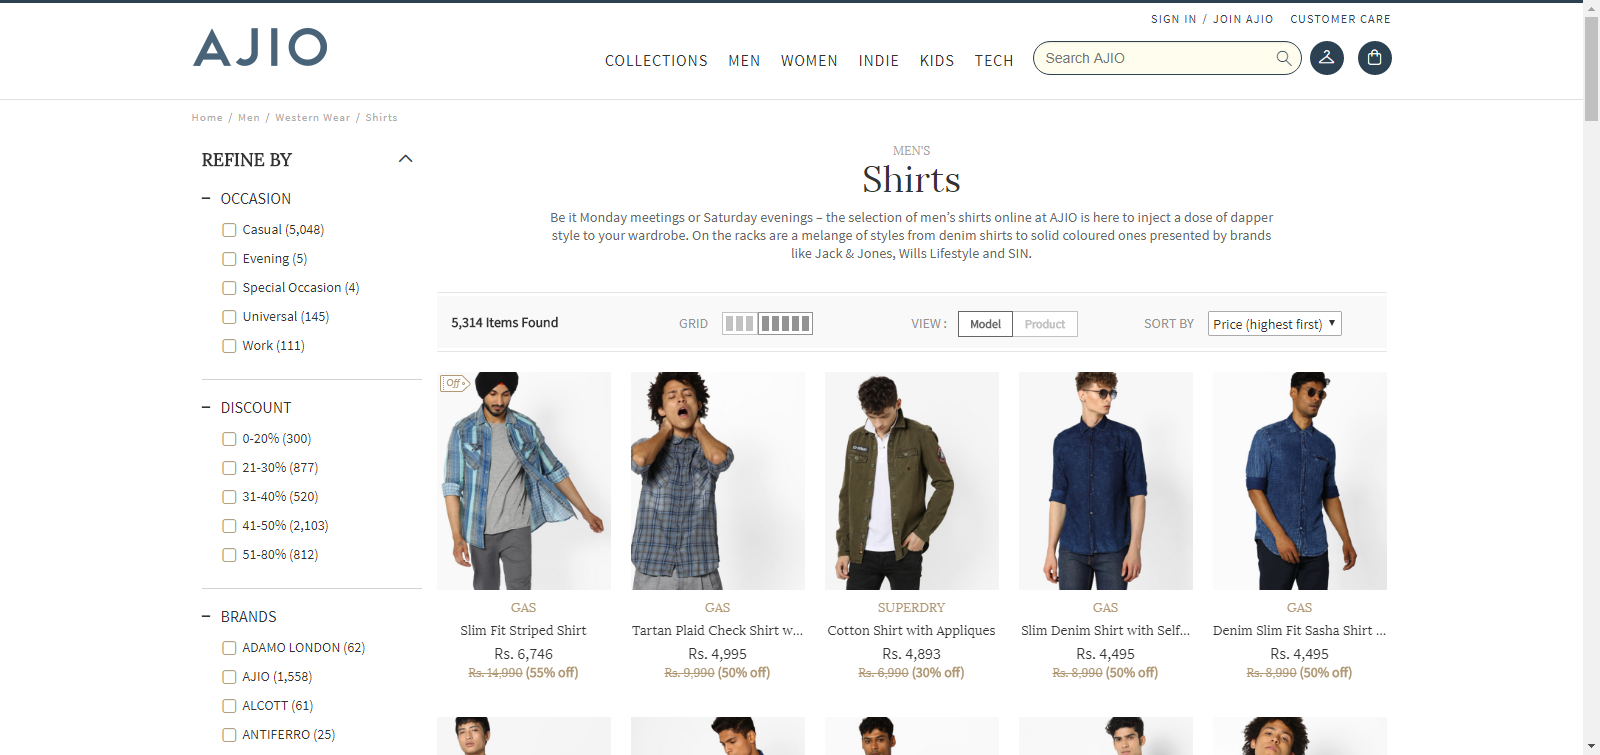 SIGN IN / JOIN AJIO CUSTOMER CARE
AJIO
COLLECTIONS MEN WOMEN INDIE KIDS TECH
Search AJIO
Home / Men / Western Wear / Shirts
REFINE BY
OCCASION
Casual (5,048)
Evening (5)
Special Occasion (4)
Universal (145)
Work (111)
DISCOUNT
0-20% (300)
21-30% (877)
31-40% (520)
41-50% (2,103)
51-80% (812)
BRANDS
ADAMO LONDON (62)
AJIO (1,558)
ALCOTT (61)
ANTIFERRO (25)
MEN'S
Shirts
Be it Monday meetings or Saturday evenings – the selection of men’s shirts online at AJIO is here to inject a dose of dapper
style to your wardrobe. On the racks are a melange of styles from denim shirts to solid coloured ones presented by brands
like Jack & Jones, Wills Lifestyle and SIN.
5,314 Items Found GRID VIEW : Model Product SORT BY Price (highest first)
Off
GAS
Slim Fit Striped Shirt
Rs. 6,746
Rs. 14,990 (55% off)
GAS
Tartan Plaid Check Shirt w...
Rs. 4,995
Rs. 9,990 (50% off)
SUPERDRY
Cotton Shirt with Appliques
Rs. 4,893
Rs. 6,990 (30% off)
GAS
Slim Denim Shirt with Self...
Rs. 4,495
Rs. 8,990 (50% off)
GAS
Denim Slim Fit Sasha Shirt ...
Rs. 4,495
Rs. 8,990 (50% off)